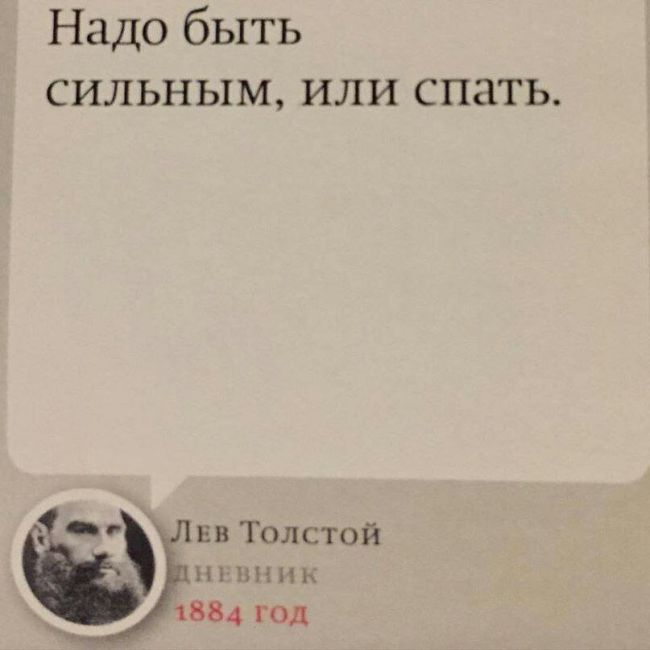 Надо быть
сильным, или спать.
Лев Толстой
дневник
1884 год